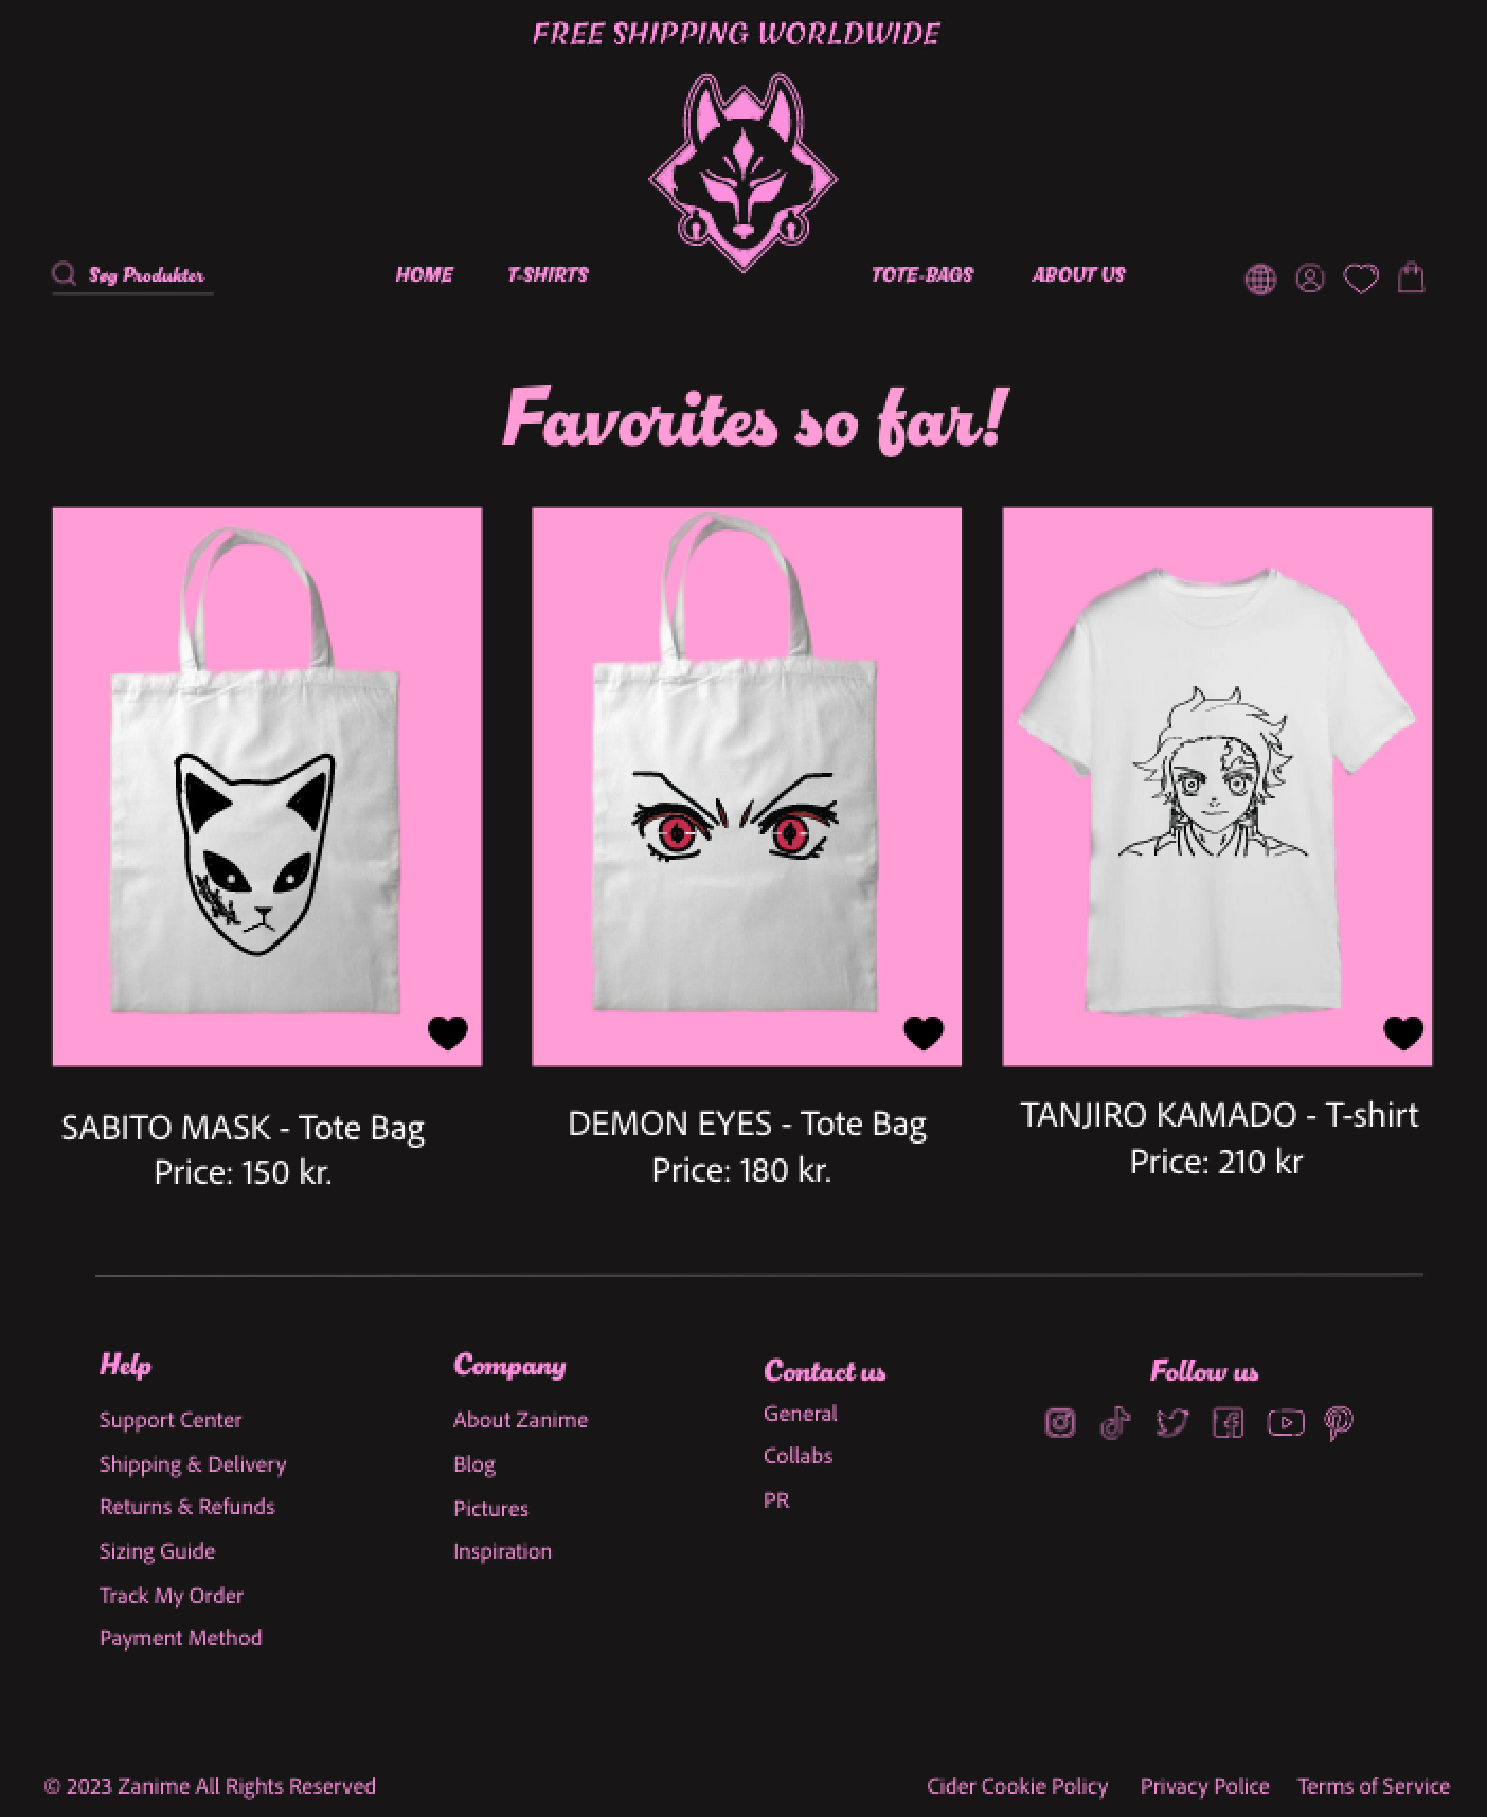 FREE SHIPPING WORLDWIDE
Søg Produkter
HOME
T-SHIRTS
TOTE-BAGS
ABOUT US
Favorites so far!
SABITO MASK - Tote Bag
Price: 150 kr.
DEMON EYES - Tote Bag
Price: 180 kr.
TANJIRO KAMADO - T-shirt
Price: 210 kr
Help
Support Center
Shipping & Delivery
Returns & Refunds
Sizing Guide
Track My Order
Payment Method
Company
About Zanime
Blog
Pictures
Inspiration
Contact us
General
Collabs
PR
Follow us
© 2023 Zanime All Rights Reserved
Cider Cookie Policy
Privacy Police
Terms of Service